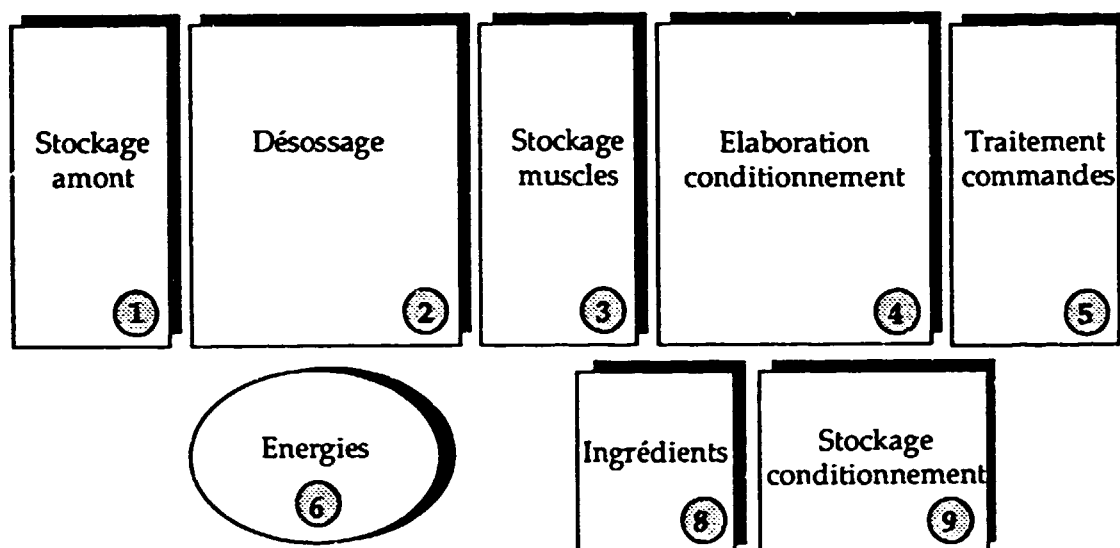 Stockage
amont
1
Désossage
2
Stockage
muscles
3
Elaboration
conditionnement
4
Traitement
commandes
5
Energies
6
Ingrédients
8
Stockage
conditionnement
9